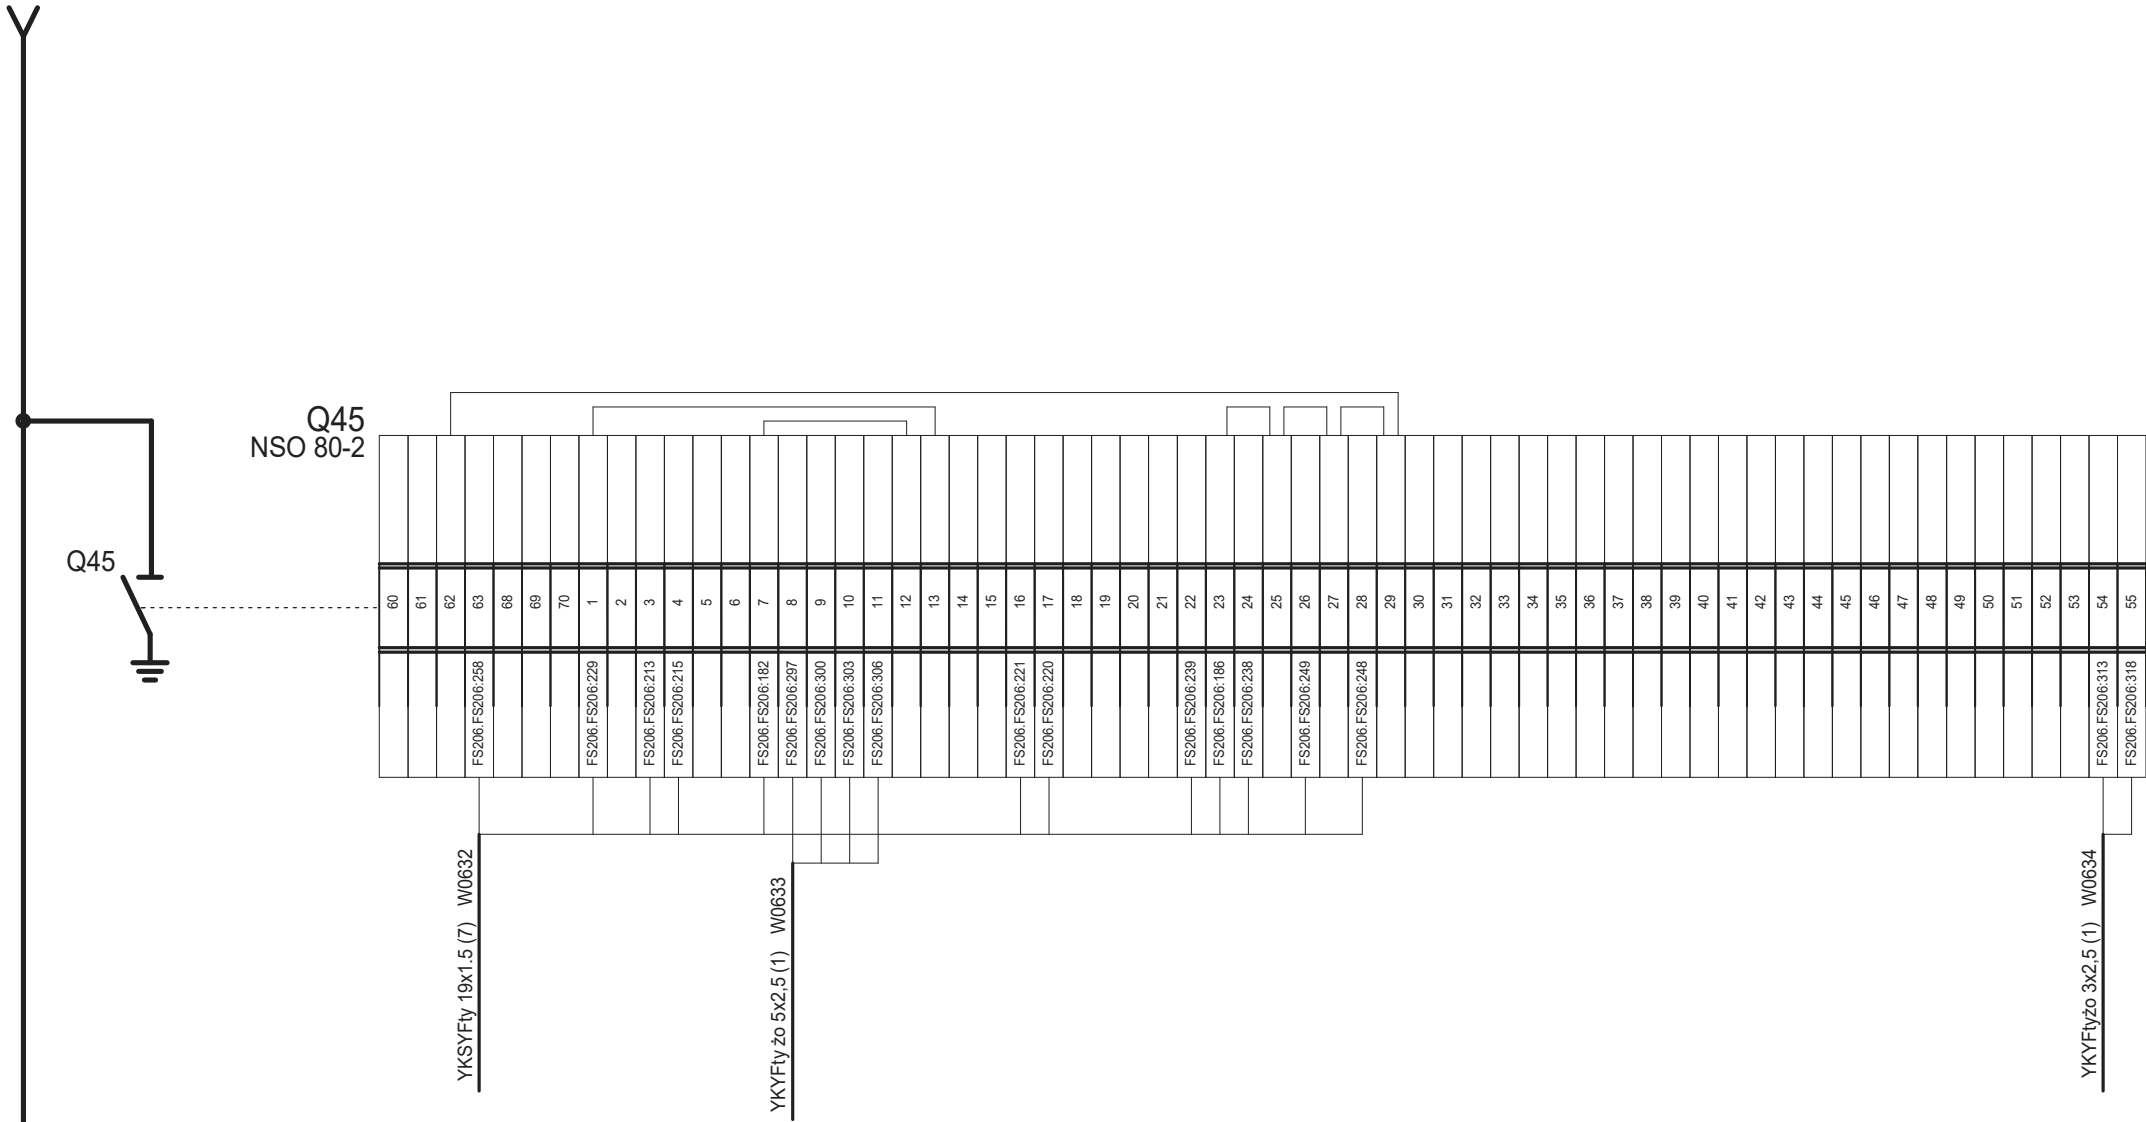 Q45
NSO 80-2
Q45
60 61 62 63 68 69 70 1 2 3 4 5 6 7 8 9 10 11 12 13 14 15 16 17 18 19 20 21 22 23 24 25 26 27 28 29 30 31 32 33 34 35 36 37 38 39 40 41 42 43 44 45 46 47 48 49 50 51 52 53 54 55
FS206.FS206:258
FS206.FS206:229
FS206.FS206:213
FS206.FS206:215
FS206.FS206:182
FS206.FS206:297
FS206.FS206:300
FS206.FS206:303
FS206.FS206:306
FS206.FS206:221
FS206.FS206:220
FS206.FS206:239
FS206.FS206:186
FS206.FS206:238
FS206.FS206:249
FS206.FS206:248
FS206.FS206:313
FS206.FS206:318
YKSYFty 19x1.5 (7) W0632
YKYFty żo 5x2,5 (1) W0633
YKYFtyżo 3x2,5 (1) W0634